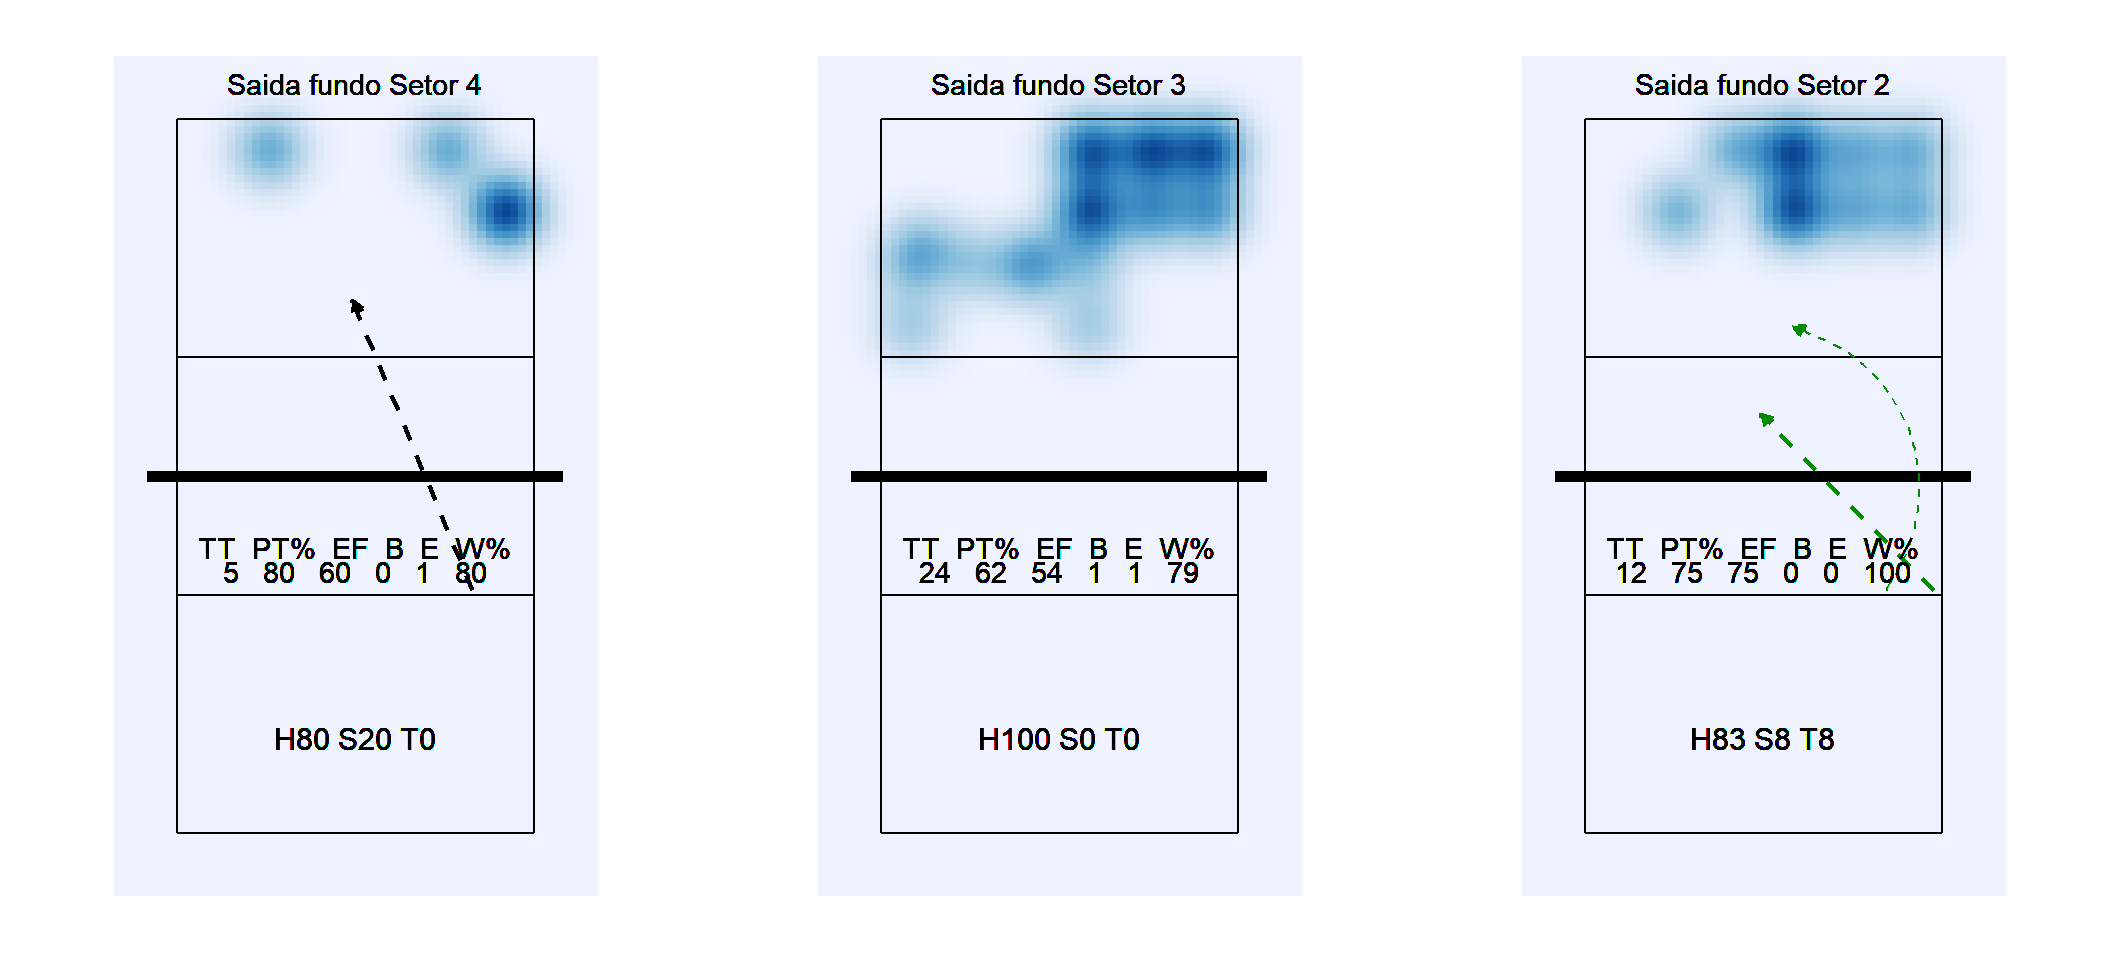 Saida fundo Setor 4
TT PT% EF B E W%
5 80 60 0 1 80
H80 S20 T0
Saida fundo Setor 3
TT PT% EF B E W%
24 62 54 1 1 79
H100 S0 T0
Saida fundo Setor 2
TT PT% EF B E W%
12 75 75 0 0 100
H83 S8 T8